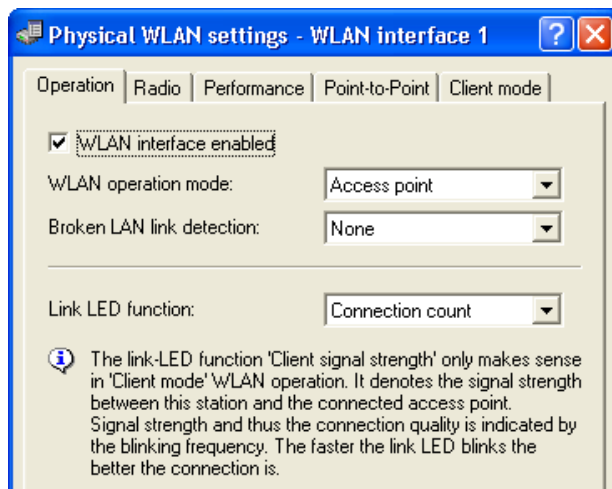 Physical WLAN settings - WLAN interface 1
Operation Radio Performance Point-to-Point Client mode
WLAN interface enabled
WLAN operation mode: Access point
Broken LAN link detection: None
Link LED function: Connection count
The link-LED function 'Client signal strength' only makes sense
in 'Client mode' WLAN operation. It denotes the signal strength
between this station and the connected access point.
Signal strength and thus the connection quality is indicated by
the blinking frequency. The faster the link LED blinks the
better the connection is.